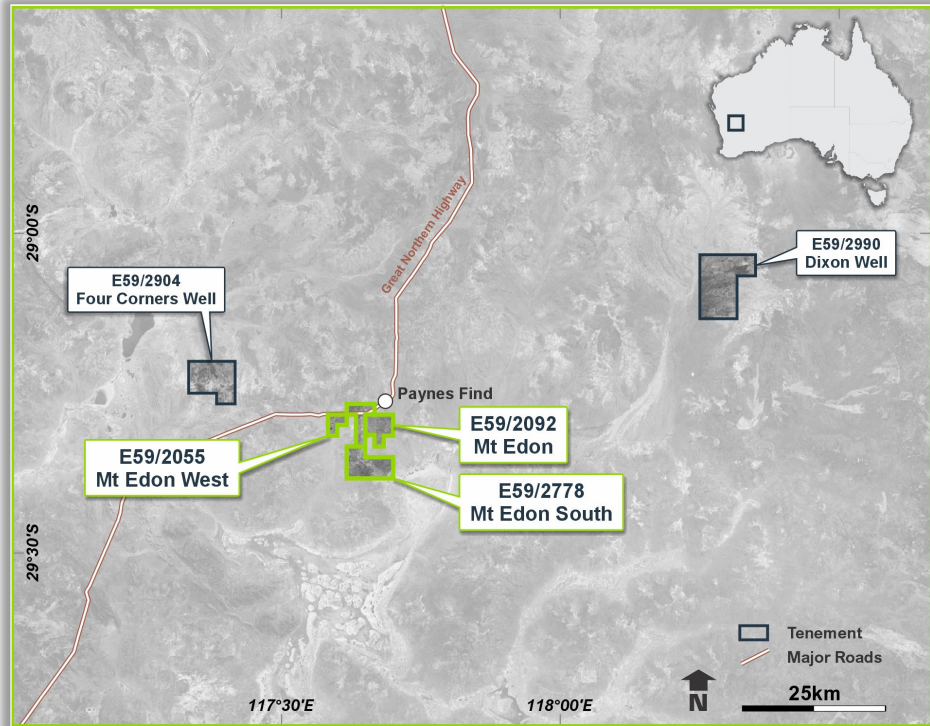 29°00'S
Great Northern Highway
E59/2990
Dixon Well
E59/2904
Four Corners Well
Paynes Find
E59/2092
Mt Edon
E59/2055
Mt Edon West
E59/2778
Mt Edon South
29°30'S
Tenement
Major Roads
N
25km
117°30'E
118°00'E